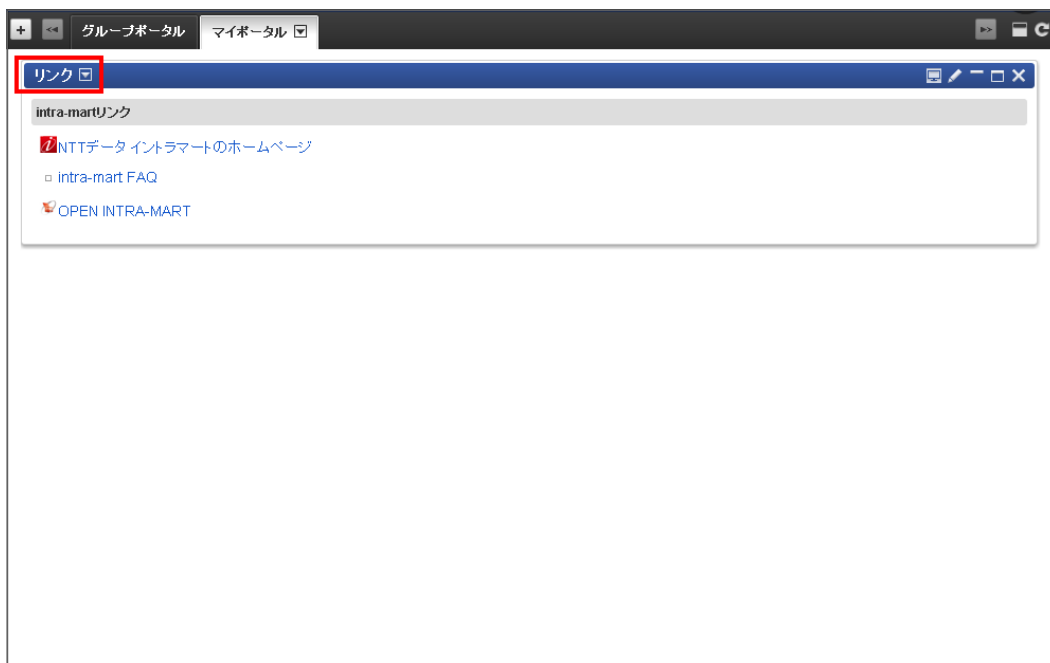 グループポータル マイポータル
リンク
intra-martリンク
NTTデータ イントラマートのホームページ
intra-mart FAQ
OPEN INTRA-MART